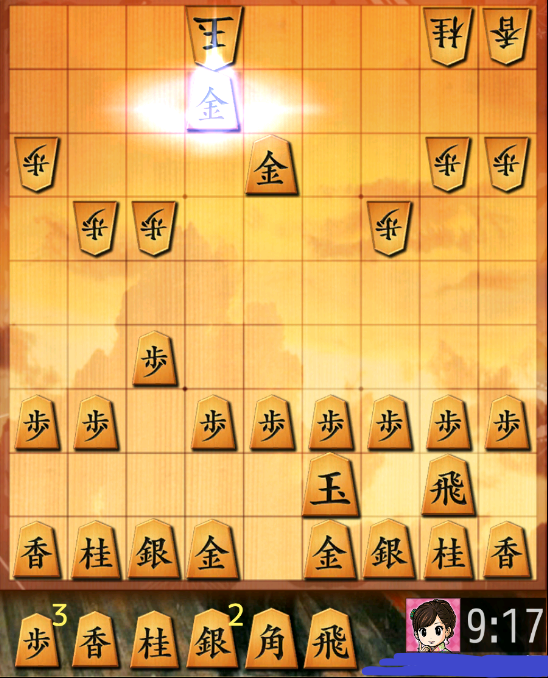 王 桂 香
金
歩 金 歩 歩
歩 歩 歩
歩
歩 歩 歩 歩 歩 歩 歩 歩
玉 飛
香 桂 銀 金 金 銀 桂 香
歩 3 香 桂 銀 2 角 飛 9:17